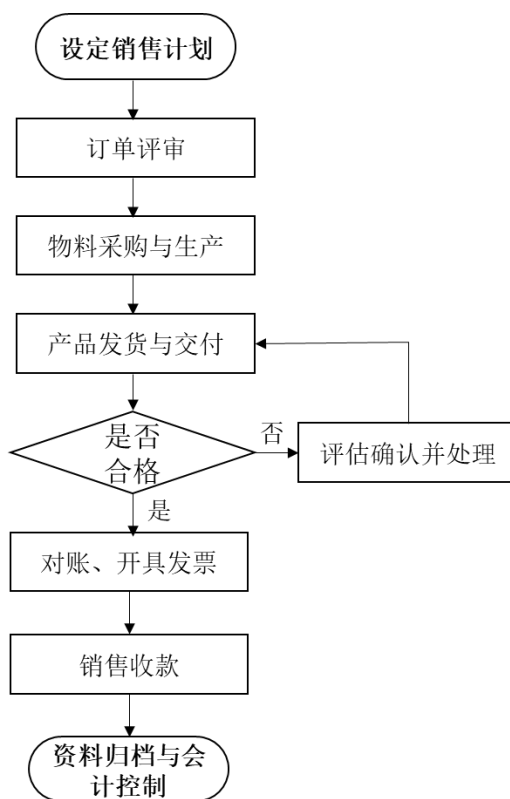 设定销售计划
订单评审
物料采购与生产
产品发货与交付
是否
合格
否
评估确认并处理
是
对账、开具发票
销售收款
资料归档与会
计控制